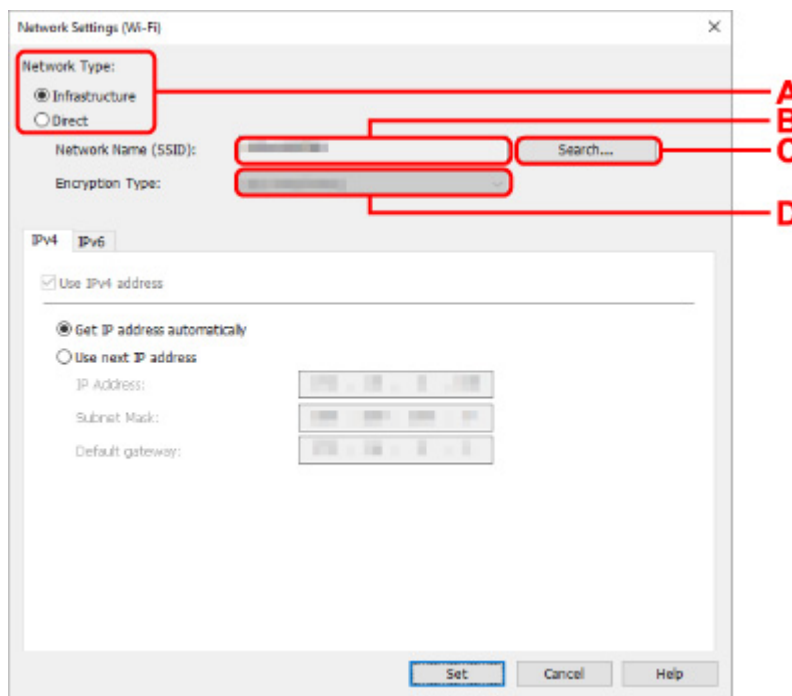 Network Settings (Wi-Fi)
Network Type:
Infrastructure
Direct
Network Name (SSID):
Search...
Encryption Type:
IPv4 IPv6
Use IPv4 address
Get IP address automatically
Use next IP address
IP Address:
Subnet Mask:
Default gateway:
Set Cancel Help
A
B
C
D